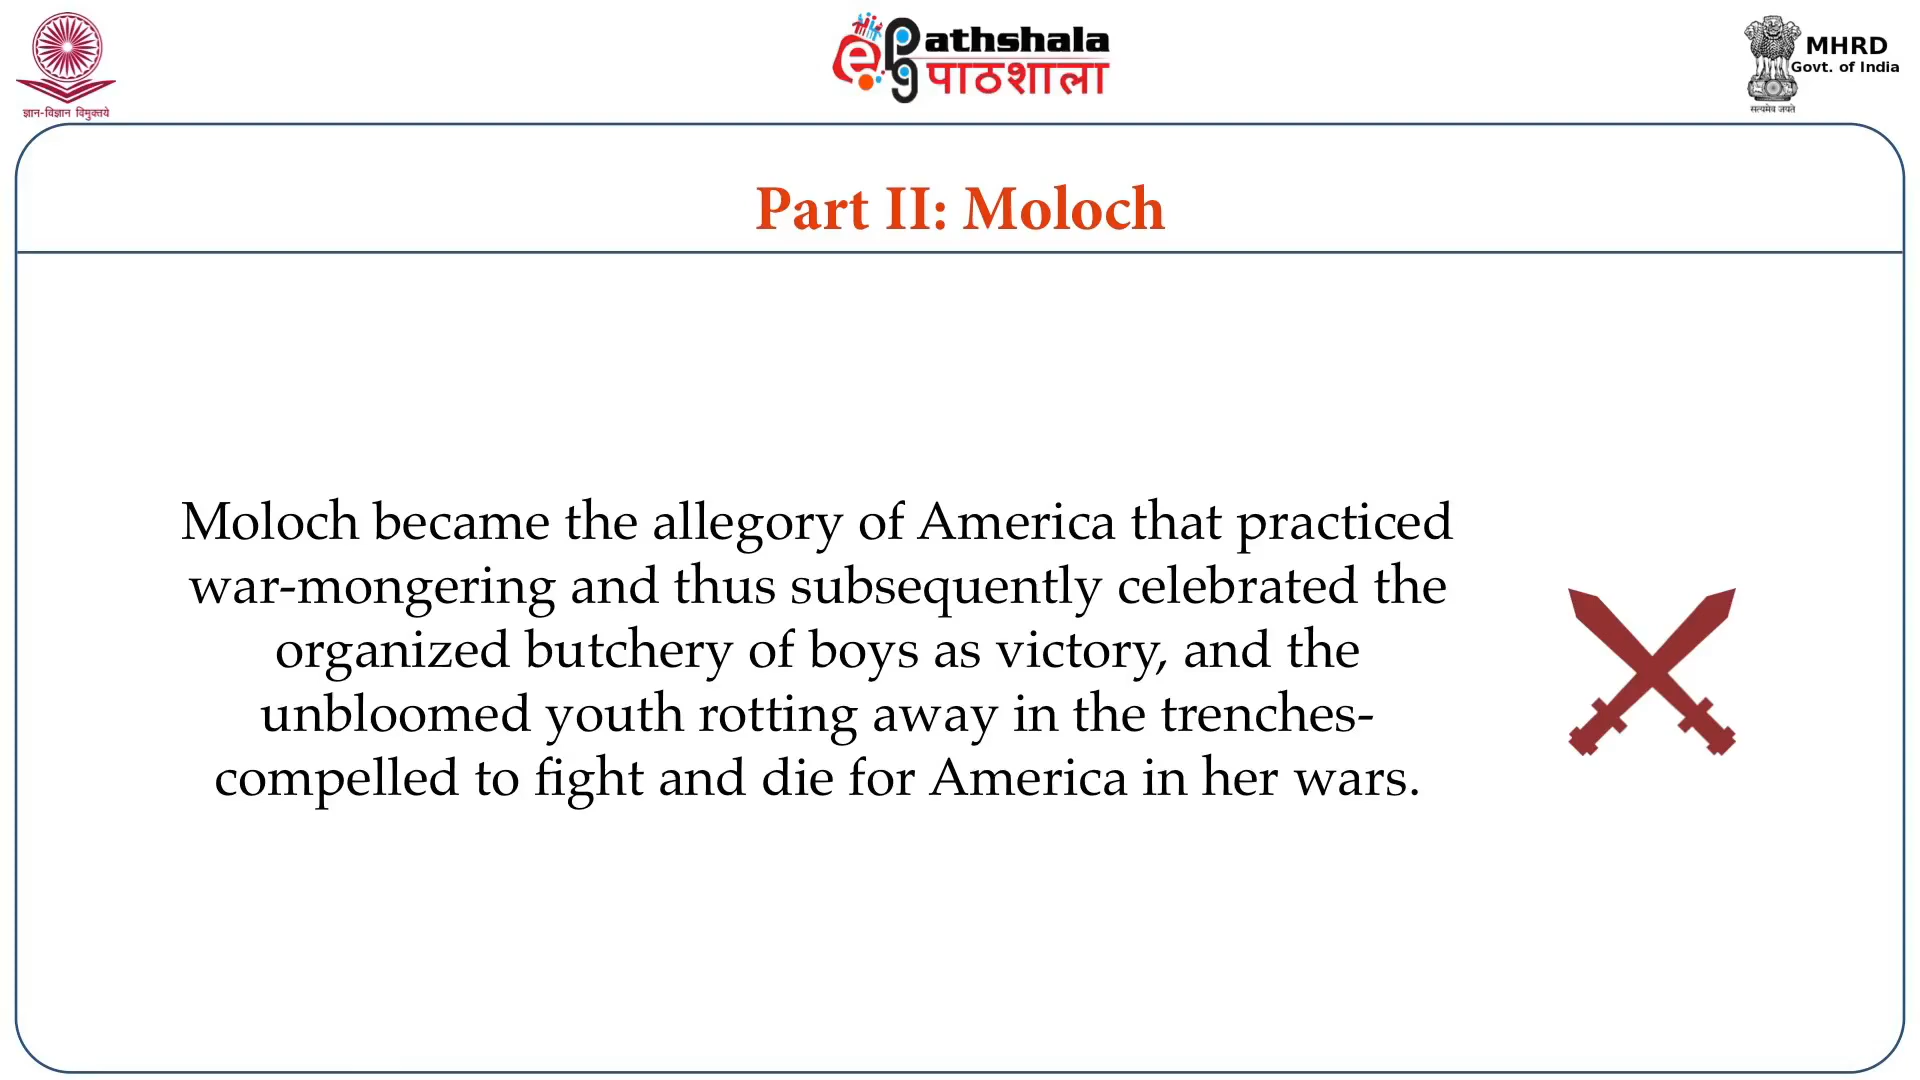 ज्ञान-विज्ञान विमुक्तये
e PG Pathshala
पाठशाला
MHRD
Govt. of India
सत्यमेव जयते
Part II: Moloch
Moloch became the allegory of America that practiced
war-mongering and thus subsequently celebrated the
organized butchery of boys as victory, and the
unbloomed youth rotting away in the trenches-
compelled to fight and die for America in her wars.